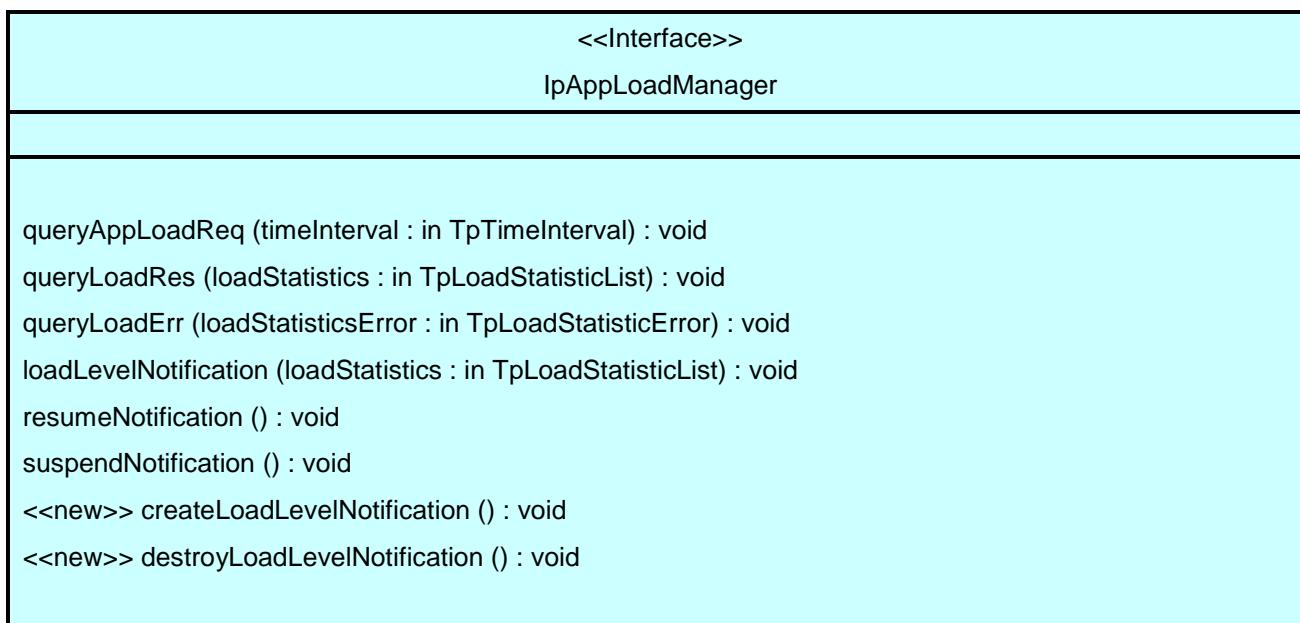 <<Interface>>
IpAppLoadManager
queryAppLoadReq (timeInterval : in TpTimeInterval) : void
queryLoadRes (loadStatistics : in TpLoadStatisticList) : void
queryLoadErr (loadStatisticsError : in TpLoadStatisticError) : void
loadLevelNotification (loadStatistics : in TpLoadStatisticList) : void
resumeNotification () : void
suspendNotification () : void
<<new>> createLoadLevelNotification () : void
<<new>> destroyLoadLevelNotification () : void